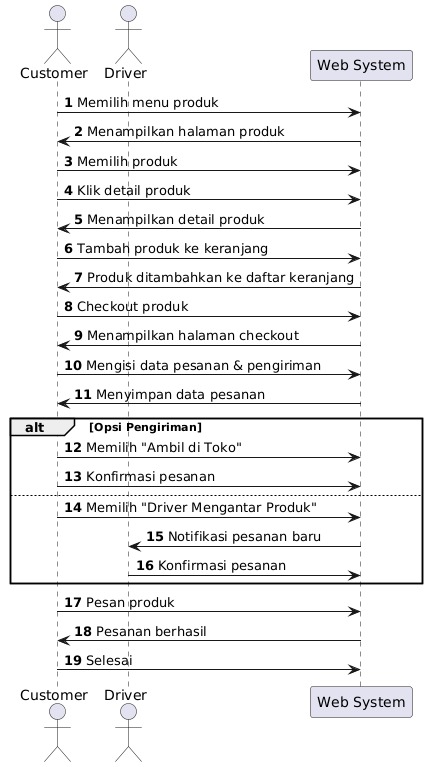 Customer Driver Web System
1 Memilih menu produk
2 Menampilkan halaman produk
3 Memilih produk
4 Klik detail produk
5 Menampilkan detail produk
6 Tambah produk ke keranjang
7 Produk ditambahkan ke daftar keranjang
8 Checkout produk
9 Menampilkan halaman checkout
10 Mengisi data pesanan & pengiriman
11 Menyimpan data pesanan
alt [Opsi Pengiriman]
12 Memilih "Ambil di Toko"
13 Konfirmasi pesanan
14 Memilih "Driver Mengantar Produk"
15 Notifikasi pesanan baru
16 Konfirmasi pesanan
17 Pesan produk
18 Pesanan berhasil
19 Selesai
Customer Driver Web System